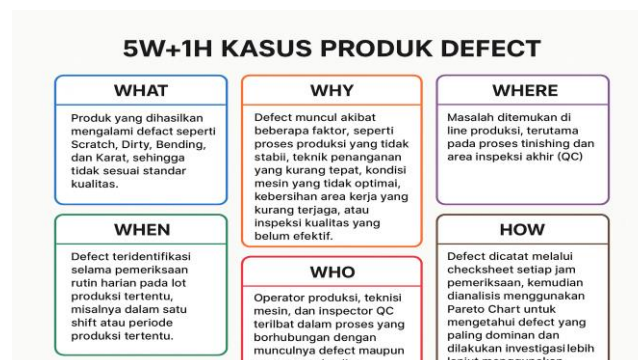 5W+1H KASUS PRODUK DEFECT
WHAT
Produk yang dihasilkan
mengalami defact seperti
Scratch, Dirty, Bending,
dan Karat, sehingga
tidak sesuai standar
kualitas.
WHY
Defect muncul akibat
beberapa faktor, seperti
proses produksi yang tidak
stabii, teknik penanganan
yang kurang tepat, kondisi
mesin yang tidak optimai,
kebersihan area kerja yang
kurang terjaga, atau
inspeksi kualitas yang
belum efektif.
WHERE
Masalah ditemukan di
line produksi, terutama
pada proses tinishing dan
area inspeksi akhir (QC)
WHEN
Defect teridentifikasi
selama pemeriksaan
rutin harian pada lot
produksi tertentu,
misalnya dalam satu
shift atau periode
produksi tertentu.
WHO
Operator produksi, teknisi
mesin, dan inspector QC
terilbat dalam proses yang
borhubungen dengan
munculnya defect maupun
HOW
Defect dicatat melalui
checksheet setiap jam
pemeriksaan, kemudian
dianalisis menggunakan
Pareto Chart untuk
mengetahui defect yang
paling dominan dan
dilakukan investigasi lebih